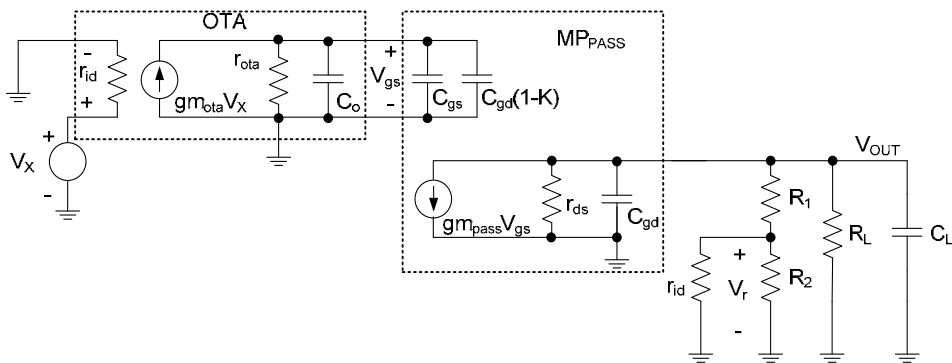 OTA
MP_PASS
-
r_id
+
gm_ota V_X
r_ota
C_o
+
V_gs
-
C_gs
C_gd(1-K)
+
V_X
-
gm_pass V_gs
r_ds
C_gd
V_OUT
R_1
R_L
C_L
r_id
+
V_r
-
R_2